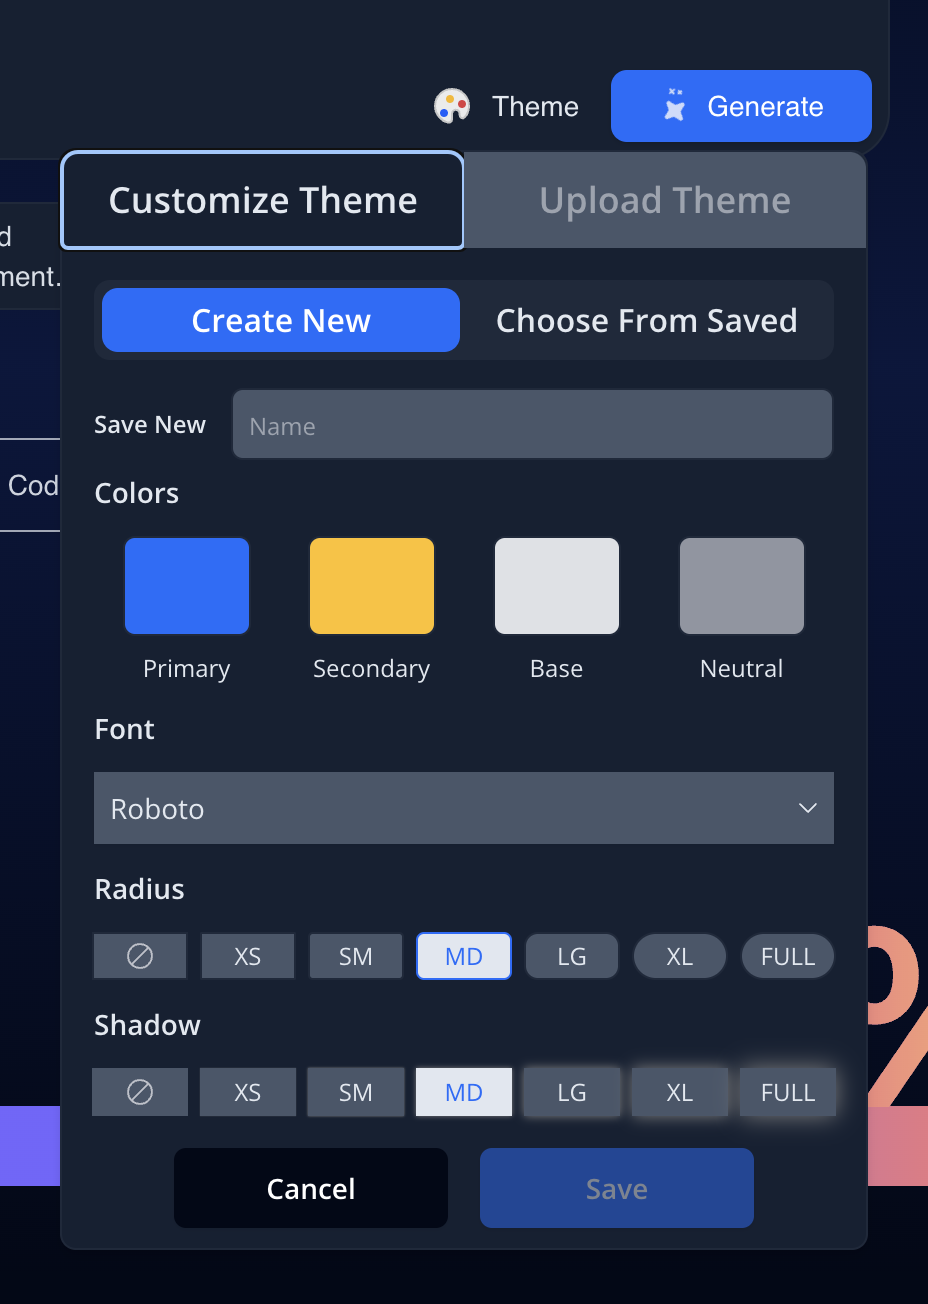 Theme
Generate
Customize Theme
Upload Theme
d
ment.
Create New
Choose From Saved
Save New
Name
Cod
Colors
Primary
Secondary
Base
Neutral
Font
Roboto
Radius
XS
SM
MD
LG
XL
FULL
Shadow
XS
SM
MD
LG
XL
FULL
%
Cancel
Save